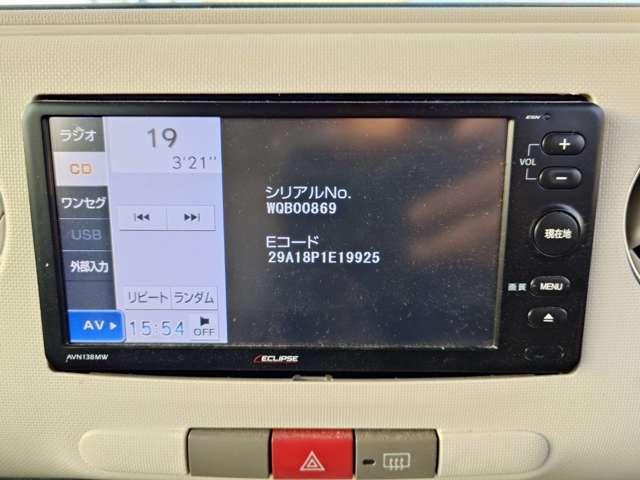 ラジオ
CD
ワンセグ
USB
外部入力
AV
19
3'21"
リピート ランダム
15:54 OFF
シリアルNo.
WQB00869
Eコード
29A18P1E19925
ESN
+
VOL
−
現在地
画質 MENU
AVN138MW
ECLIPSE